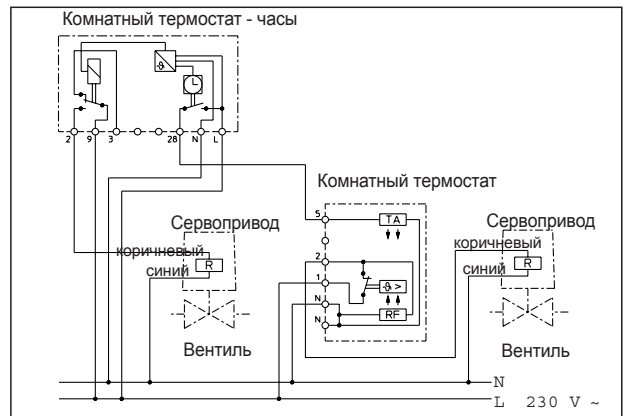 Комнатный термостат - часы
ϑ
2 9 3 28 N L
Комнатный термостат
5 TA
Сервопривод
коричневый
синий R
Вентиль
2
1 ϑ >
N RF
N
Сервопривод
коричневый
синий R
Вентиль
N
L 230 V ~